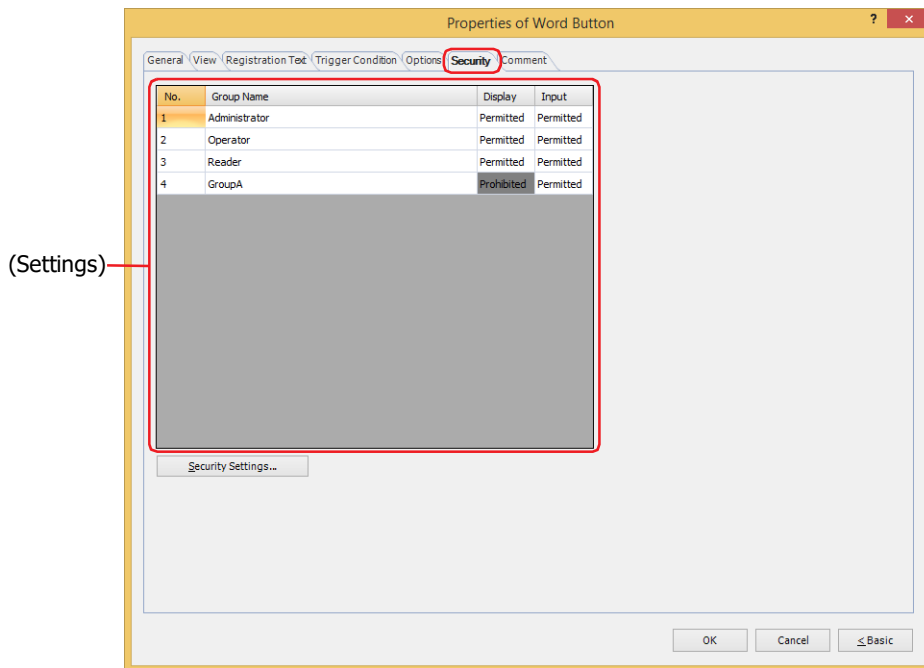 Properties of Word Button
?
×
General View Registration Text Trigger Condition Options Security Comment
No. Group Name Display Input
1 Administrator Permitted Permitted
2 Operator Permitted Permitted
3 Reader Permitted Permitted
4 GroupA Prohibited Permitted
(Settings)
Security Settings...
OK Cancel < Basic